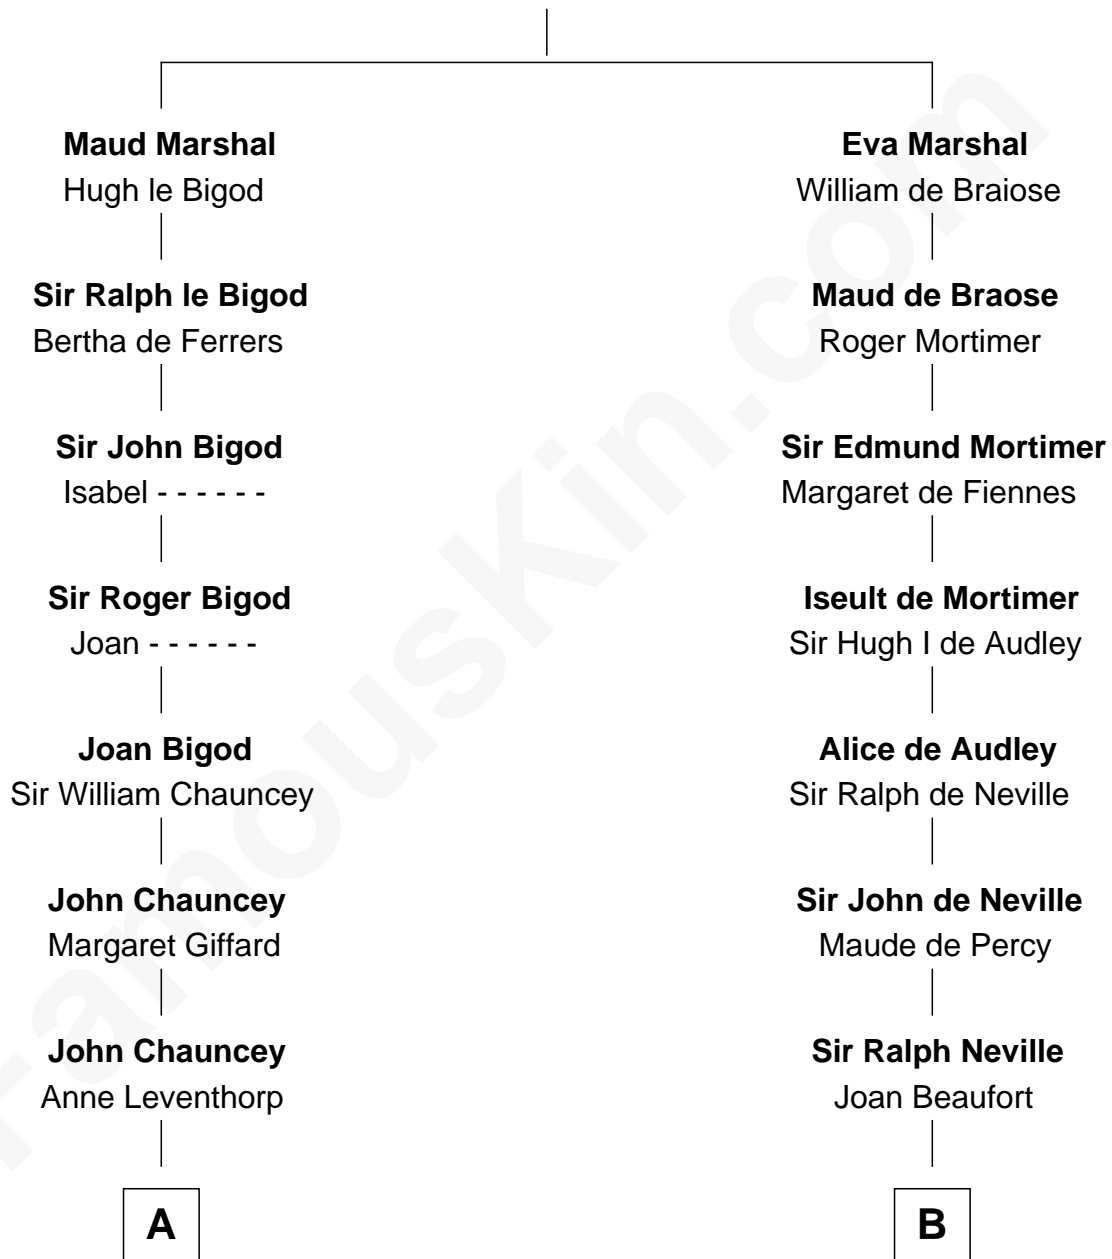 Maud Marshal
Hugh le Bigod
Eva Marshal
William de Braiose
Sir Ralph le Bigod
Bertha de Ferrers
Maud de Braose
Roger Mortimer
Sir John Bigod
Isabel - - - - - -
Sir Edmund Mortimer
Margaret de Fiennes
Sir Roger Bigod
Joan - - - - - -
Iseult de Mortimer
Sir Hugh I de Audley
Joan Bigod
Sir William Chauncey
Alice de Audley
Sir Ralph de Neville
John Chauncey
Margaret Giffard
Sir John de Neville
Maude de Percy
John Chauncey
Anne Leventhorp
Sir Ralph Neville
Joan Beaufort
A
B
FamousKin.com